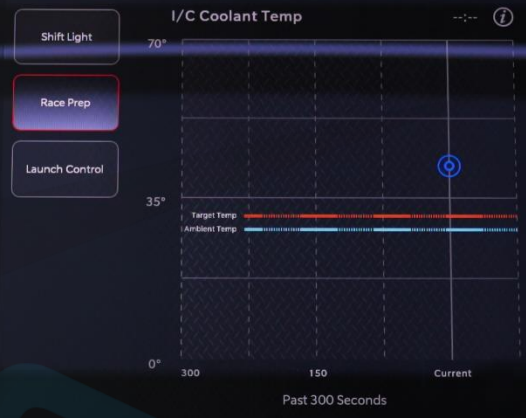 I/C Coolant Temp
--:--
i
Shift Light
70°
Race Prep
Launch Control
35°
Target Temp
Ambient Temp
0°
300
150
Current
Past 300 Seconds